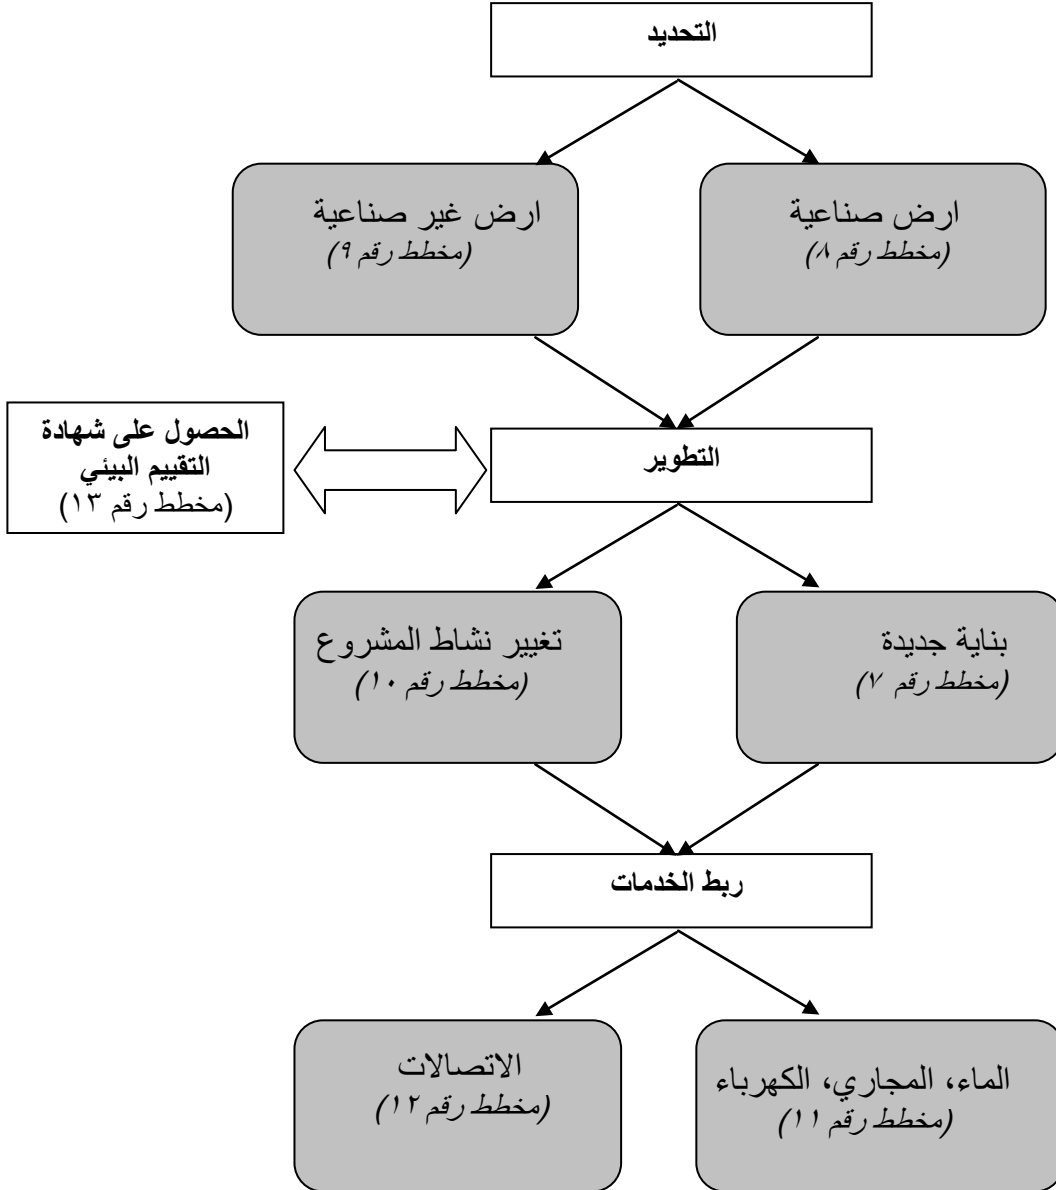 التحديد
ارض صناعية
(مخطط رقم ٨)
ارض غير صناعية
(مخطط رقم ٩)
التطوير
الحصول على شهادة
التقييم البيئي
(مخطط رقم ١٣)
بناية جديدة
(مخطط رقم ٧)
تغيير نشاط المشروع
(مخطط رقم ١٠)
ربط الخدمات
الماء، المجاري، الكهرباء
(مخطط رقم ١١)
الاتصالات
(مخطط رقم ١٢)